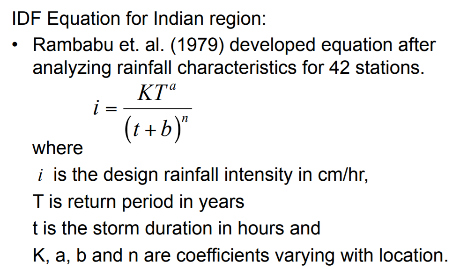 IDF Equation for Indian region:
• Rambabu et. al. (1979) developed equation after
analyzing rainfall characteristics for 42 stations.
i = KTᵃ / (t + b)ⁿ
where
i is the design rainfall intensity in cm/hr,
T is return period in years
t is the storm duration in hours and
K, a, b and n are coefficients varying with location.